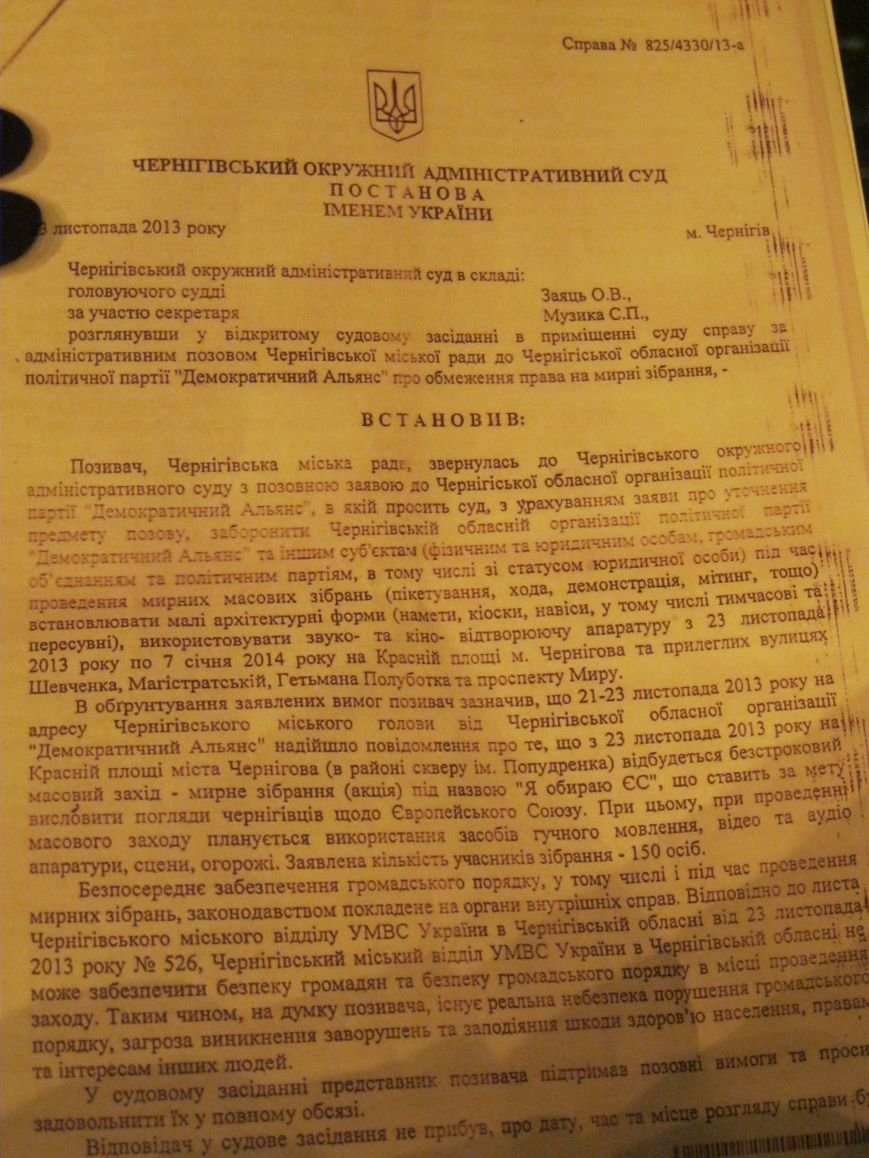 Справа № 825/4330/13-а
ЧЕРНІГІВСЬКИЙ ОКРУЖНИЙ АДМІНІСТРАТИВНИЙ СУД
П О С Т А Н О В А
ІМЕНЕМ УКРАЇНИ
3 листопада 2013 року
м. Чернігів
Чернігівський окружний адміністративний суд в складі:
головуючого судді Заяць О.В.,
за участю секретаря Музика С.П.,
розглянувши у відкритому судовому засіданні в приміщенні суду справу за
адміністративним позовом Чернігівської міської ради до Чернігіської обласної організації
політичної партії "Демократичний Альянс" про обмеження права на мирні зібрання, -
В С Т А Н О В И В:
Позивач, Чернігівська міська рада, звернулась до Чернігівського окружного
адміністративного суду з позовною заявою до Чернігіської обласної організації політичної
партії "Демократичний Альянс", в якій просить суд, з урахуванням заяви про уточнення
предмету позову, заборонити Чернігівській обласній організації політичної партії
"Демократичний Альянс" та іншим суб'єктам (фізичним та юридичним особам, громадським
об'єднанням та політичним партіям, в тому числі зі статусом юридичної особи) під час
проведення мирних масових зібрань (пікетування, хода, демонстрація, мітинг, тощо)
встановлювати малі архітектурні форми (намети, кіоски, навіси, у тому числі тимчасові та
пересувні), використовувати звуко- та кіно- відтворюючу апаратуру з 23 листопада
2013 року по 7 січня 2014 року на Красній площі м. Чернігова та прилеглих вулицях
Шевченка, Магістратській, Гетьмана Полуботка та проспекту Миру.
В обґрунтування заявлених вимог позивач зазначив, що 21-23 листопада 2013 року на
адресу Чернігівського міського голови від Чернігівської обласної організації
"Демократичний Альянс" надійшло повідомлення про те, що з 23 листопада 2013 року на
Красній площі міста Чернігова (в районі скверу ім. Попудренка) відбудеться безстроковий
масовий захід - мирне зібрання (акція) під назвою "Я обираю ЄС", що ставить за мету
висловити погляди чернігівців щодо Європейського Союзу. При цьому, при проведенні
масового заходу планується використання засобів гучного мовлення, відео та аудіо
апаратури, сцени, огорожі. Заявлена кількість учасників зібрання - 150 осіб.
Безпосереднє забезпечення громадського порядку, у тому числі і під час проведення
мирних зібрань, законодавством покладене на органи внутрішніх справ. Відповідно до листа
Чернігівського міського відділу УМВС України в Чернігівській обласні від 23 листопада
2013 року № 526, Чернігівський міський відділ УМВС України в Чернігівській обласні не
може забезпечити безпеку громадян та безпеку громадського порядку в місці проведення
заходу. Таким чином, на думку позивача, існує реальна небезпека порушення громадського
порядку, загроза виникнення заворушень та заподіяння шкоди здоров'ю населення, правам
та інтересам інших людей.
У судовому засіданні представник позивача підтримав позовні вимоги та проси
задовольнити їх у повному обсязі.
Відповідач у судове засідання не прибув, про дату, час та місце розгляду справи б